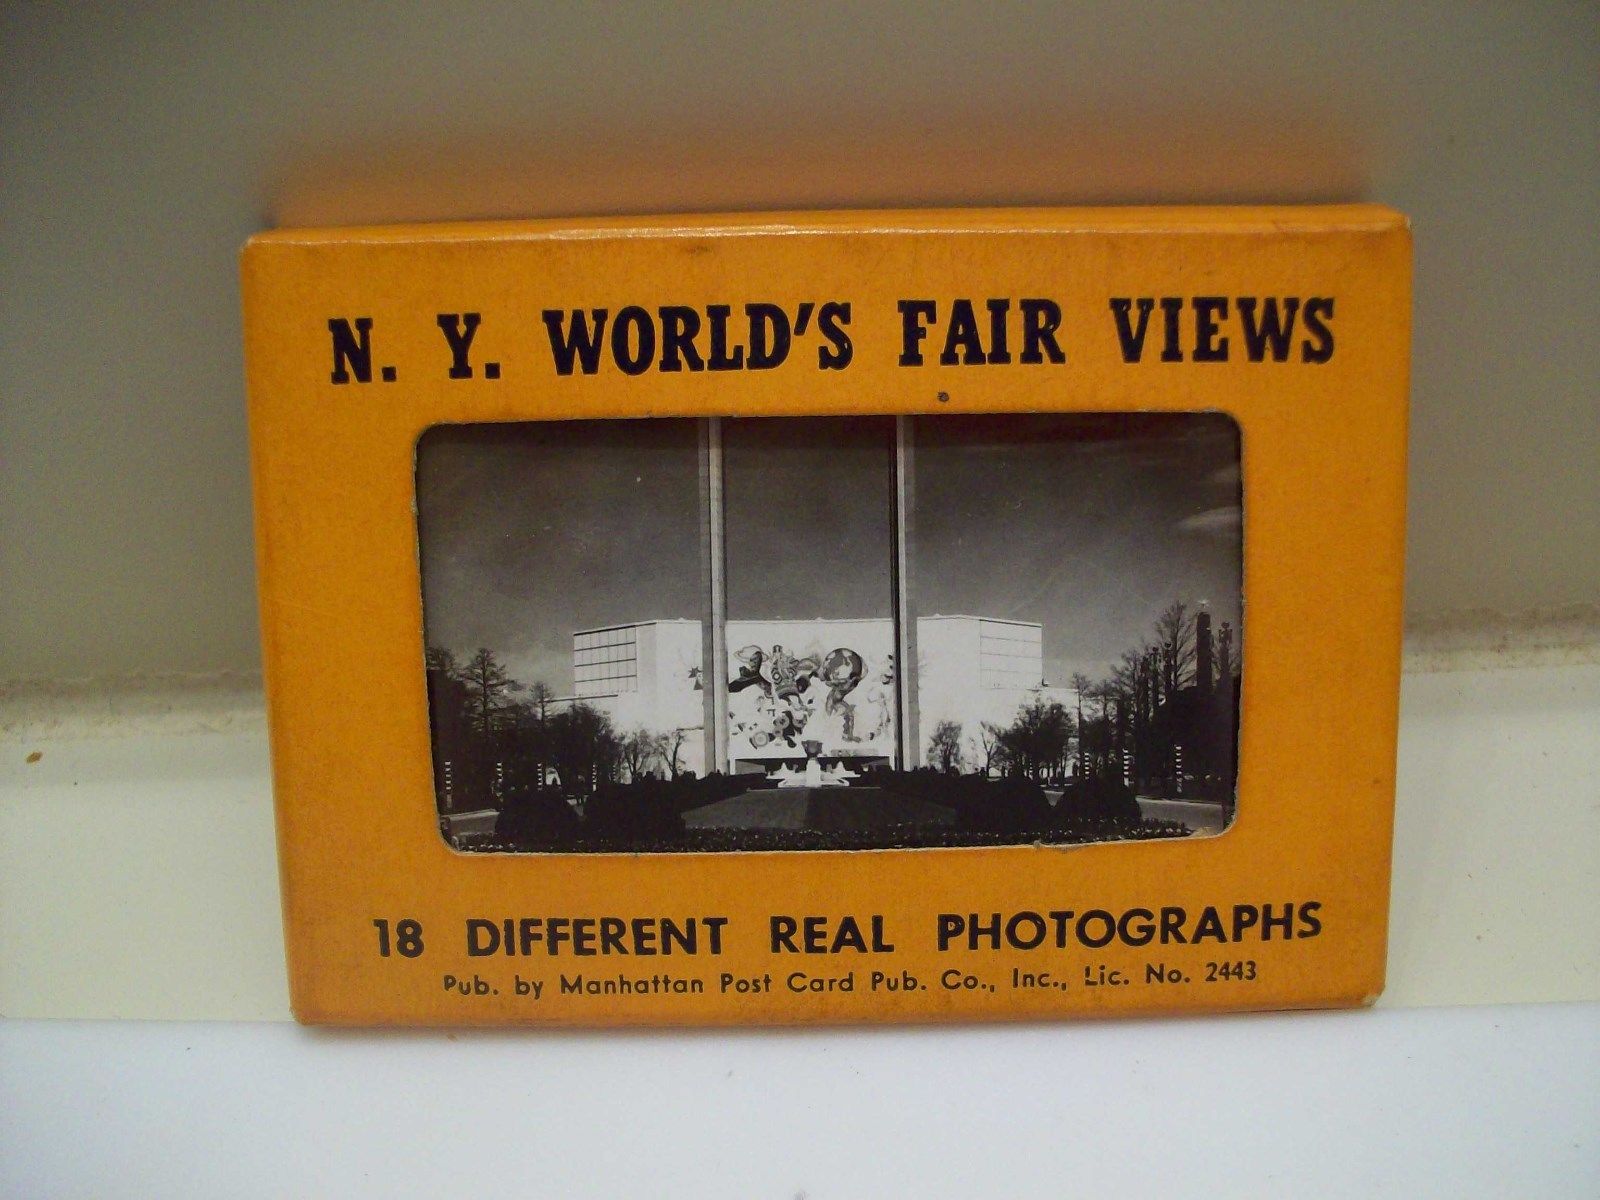 N. Y. WORLD'S FAIR VIEWS
18 DIFFERENT REAL PHOTOGRAPHS
Pub. by Manhattan Post Card Pub. Co., Inc., Lic. No. 2443